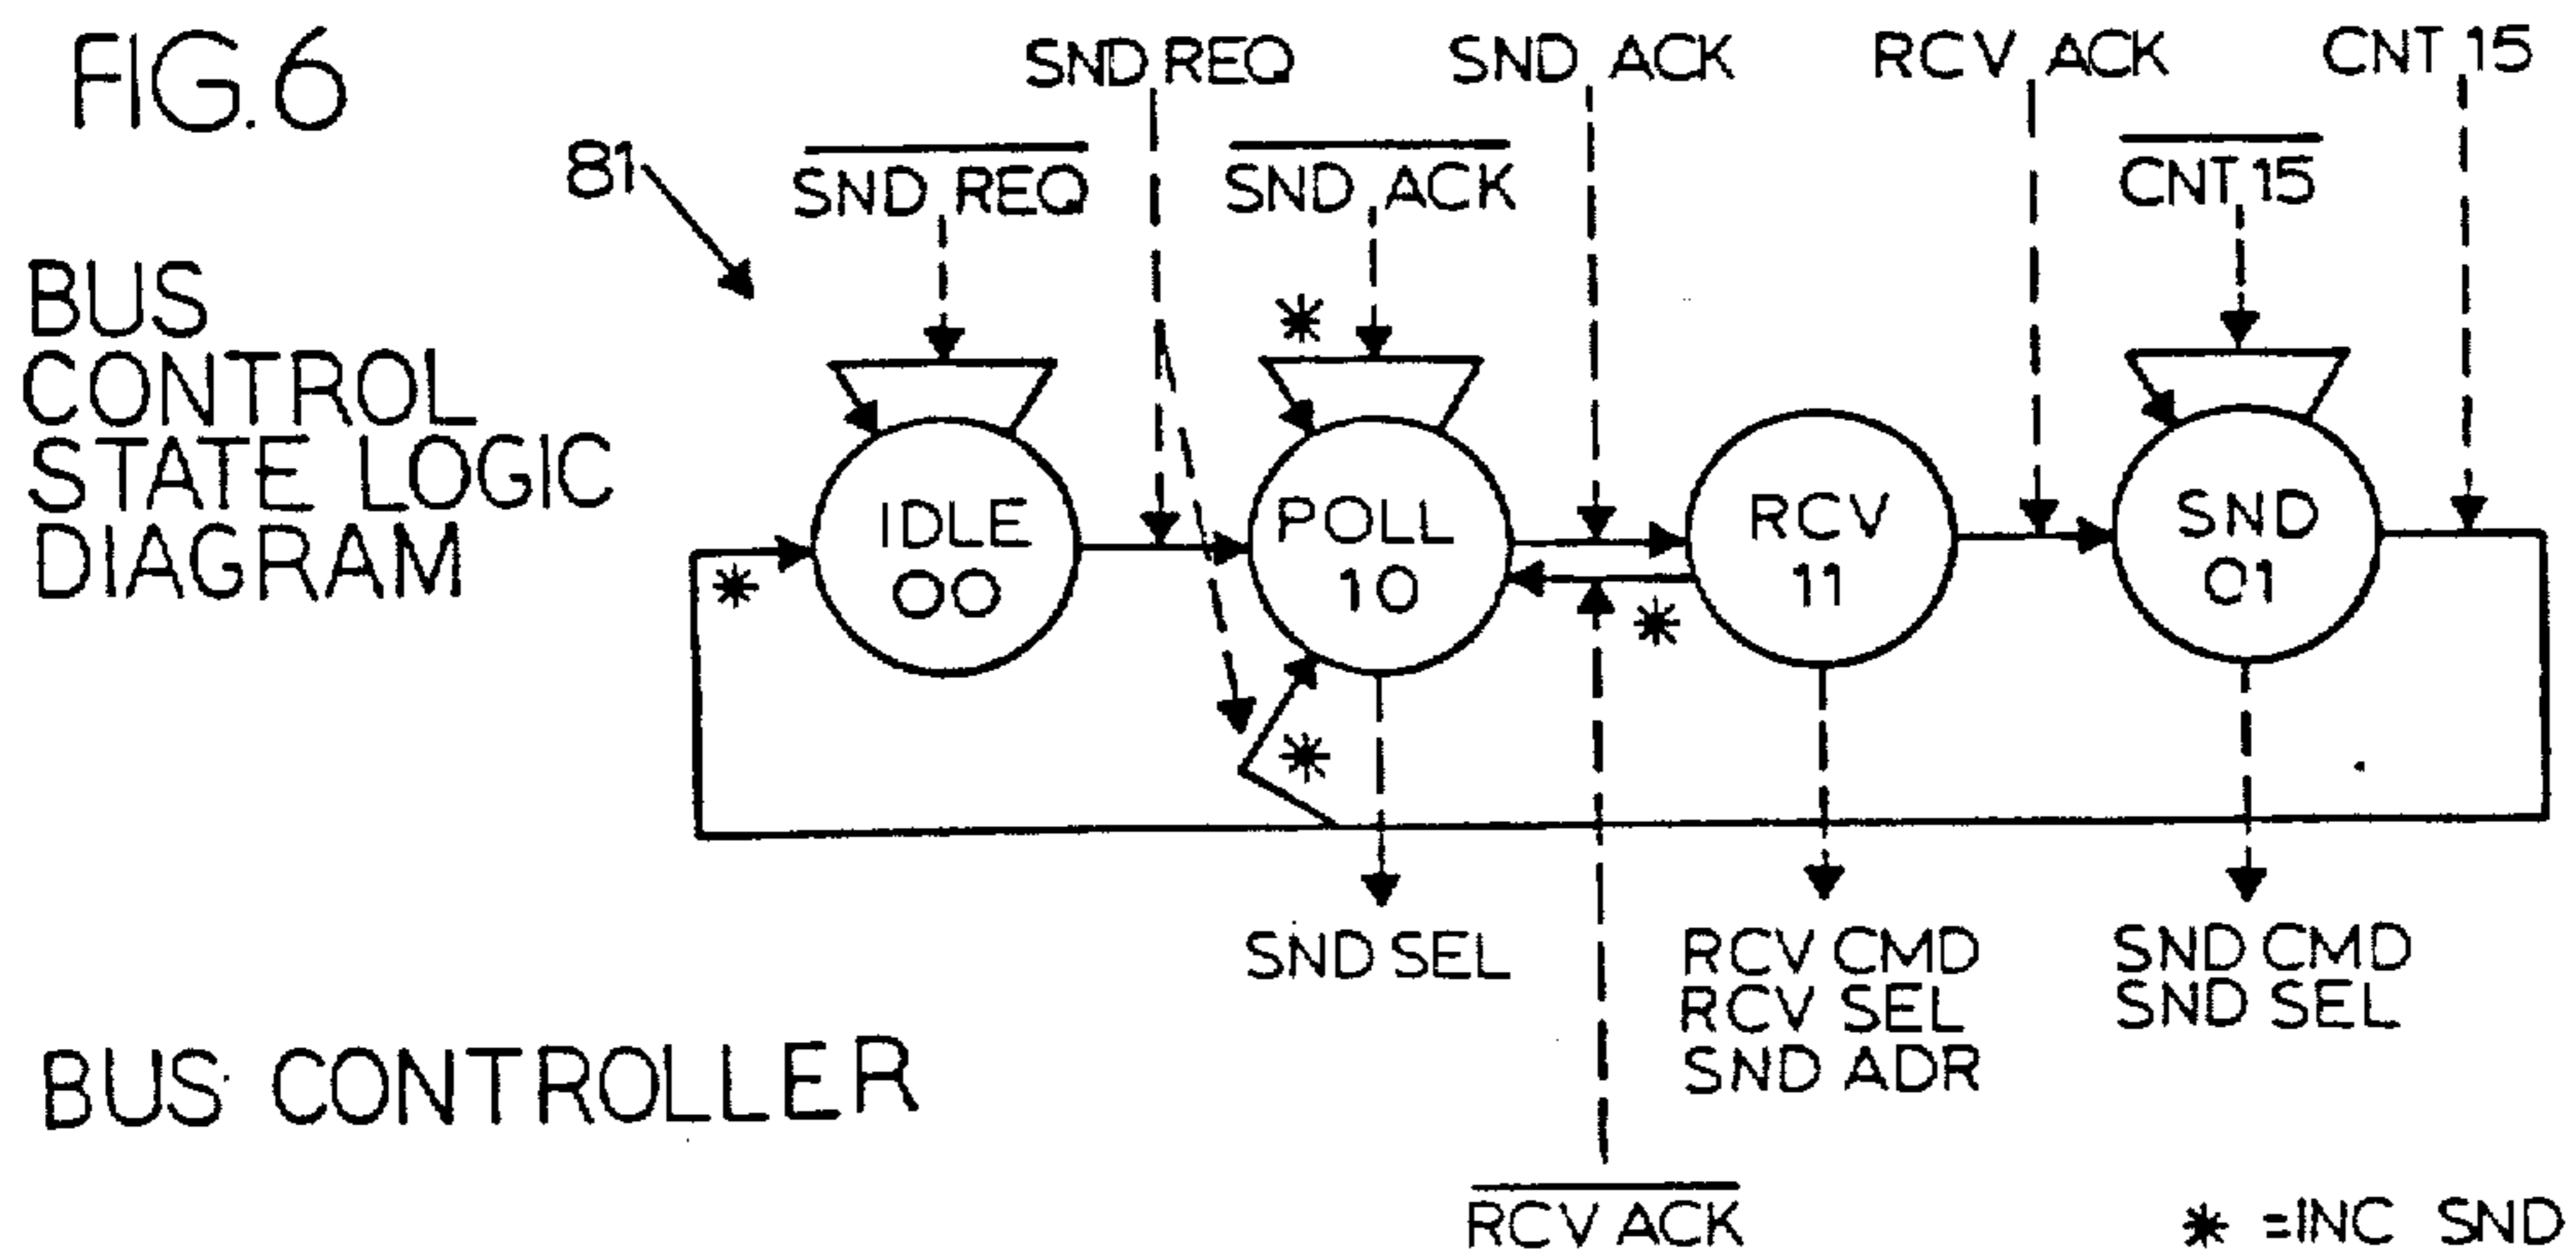 FIG.6
SND REQ
SND ACK
RCV ACK
CNT 15
81
SND REQ
SND ACK
CNT 15
BUS
CONTROL
STATE LOGIC
DIAGRAM
*
IDLE
00
POLL
10
RCV
11
SND
01
*
*
*
SND SEL
RCV CMD
RCV SEL
SND ADR
SND CMD
SND SEL
BUS CONTROLLER
RCV ACK
* =INC SND